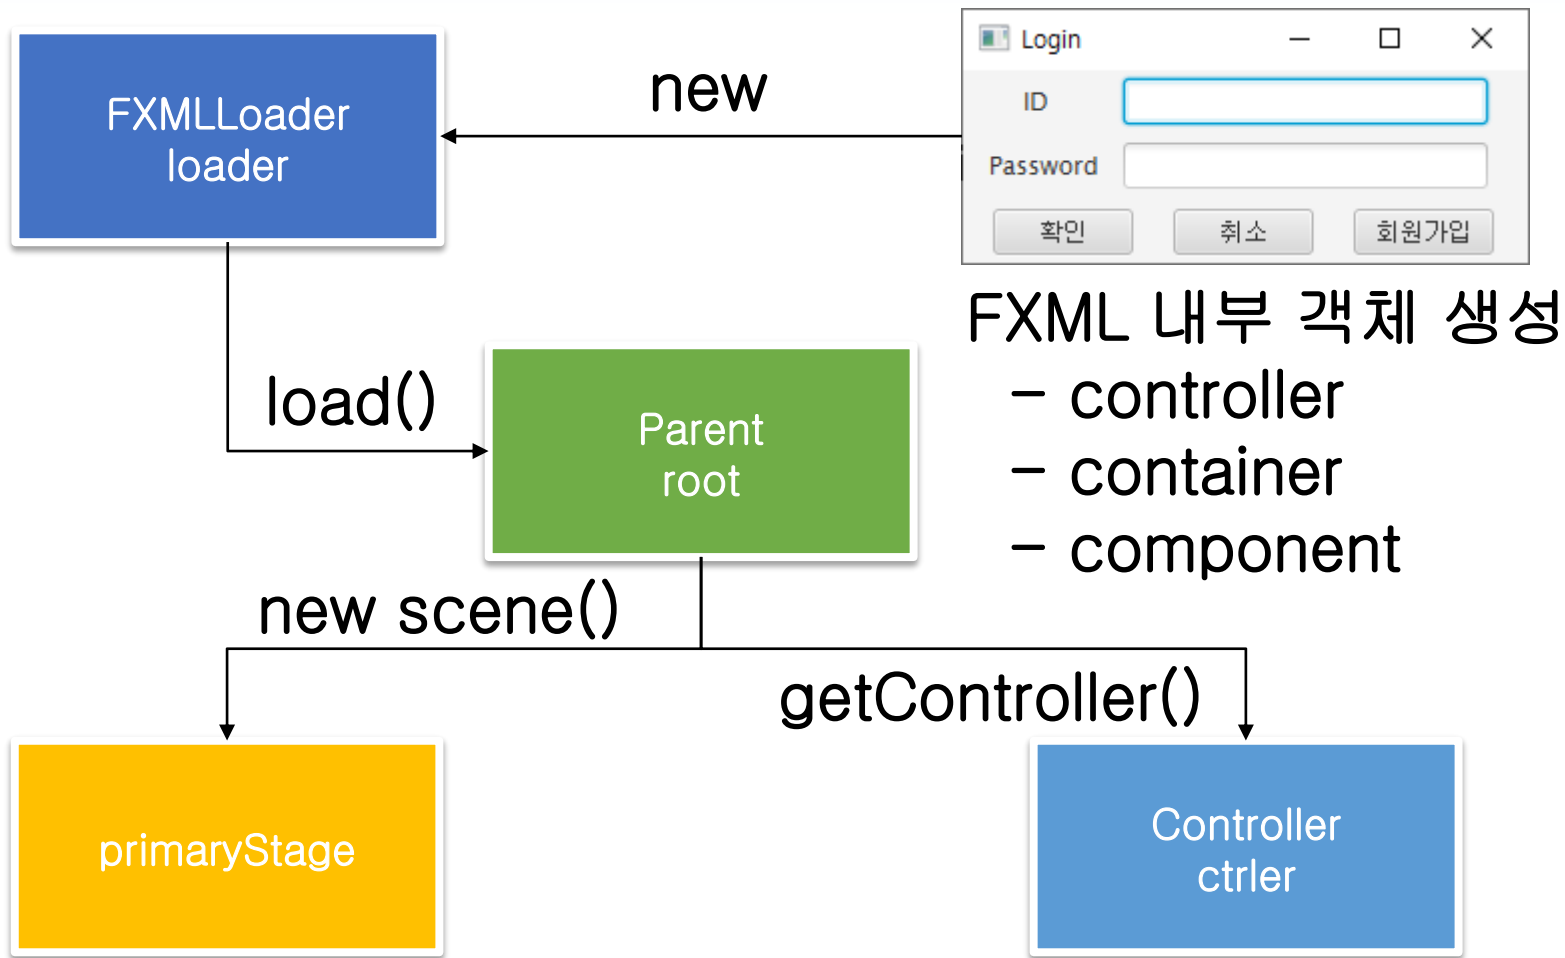 FXMLLoader
loader
new
Login
ID
Password
확인
취소
회원가입
FXML 내부 객체 생성
- controller
- container
- component
load()
Parent
root
new scene()
getController()
primaryStage
Controller
ctrler